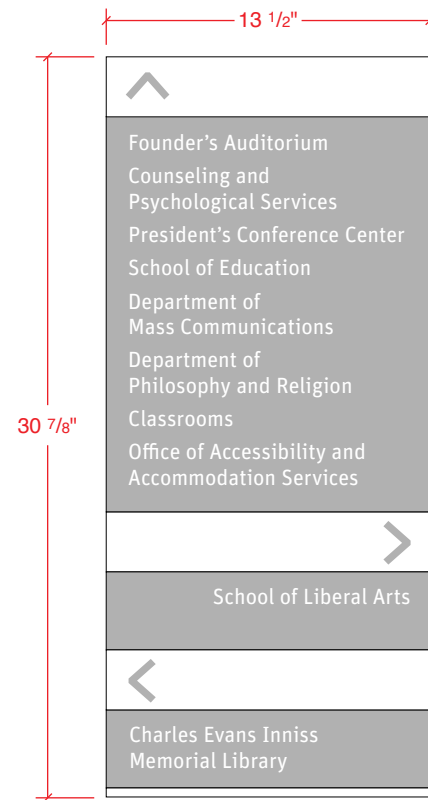 13 1/2"
Founder's Auditorium
Counseling and
Psychological Services
President's Conference Center
School of Education
Department of
Mass Communications
Department of
Philosophy and Religion
Classrooms
Office of Accessibility and
Accommodation Services
30 7/8"
School of Liberal Arts
Charles Evans Inniss
Memorial Library